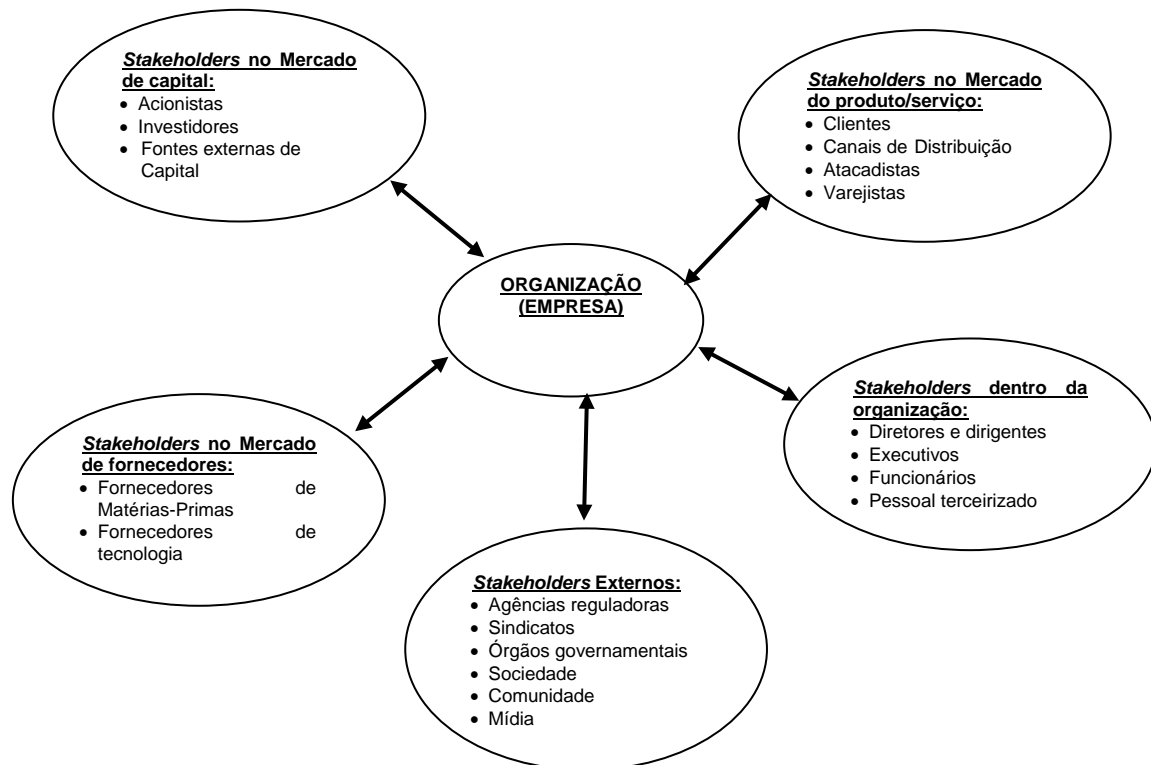 Stakeholders no Mercado
de capital:
• Acionistas
• Investidores
• Fontes externas de
Capital
Stakeholders no Mercado
do produto/serviço:
• Clientes
• Canais de Distribuição
• Atacadistas
• Varejistas
ORGANIZAÇÃO
(EMPRESA)
Stakeholders dentro da
organização:
• Diretores e dirigentes
• Executivos
• Funcionários
• Pessoal terceirizado
Stakeholders no Mercado
de fornecedores:
• Fornecedores de
Matérias-Primas
• Fornecedores de
tecnologia
Stakeholders Externos:
• Agências reguladoras
• Sindicatos
• Órgãos governamentais
• Sociedade
• Comunidade
• Mídia